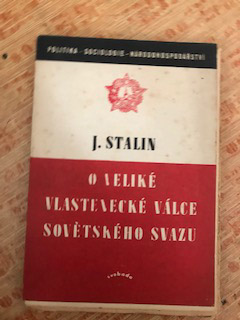 POLITIKA · SOCIOLOGIE · NÁRODOHOSPODÁŘSTVÍ
J. STALIN
O VELIKÉ
VLASTENECKÉ VÁLCE
SOVĚTSKÉHO SVAZU
svoboda